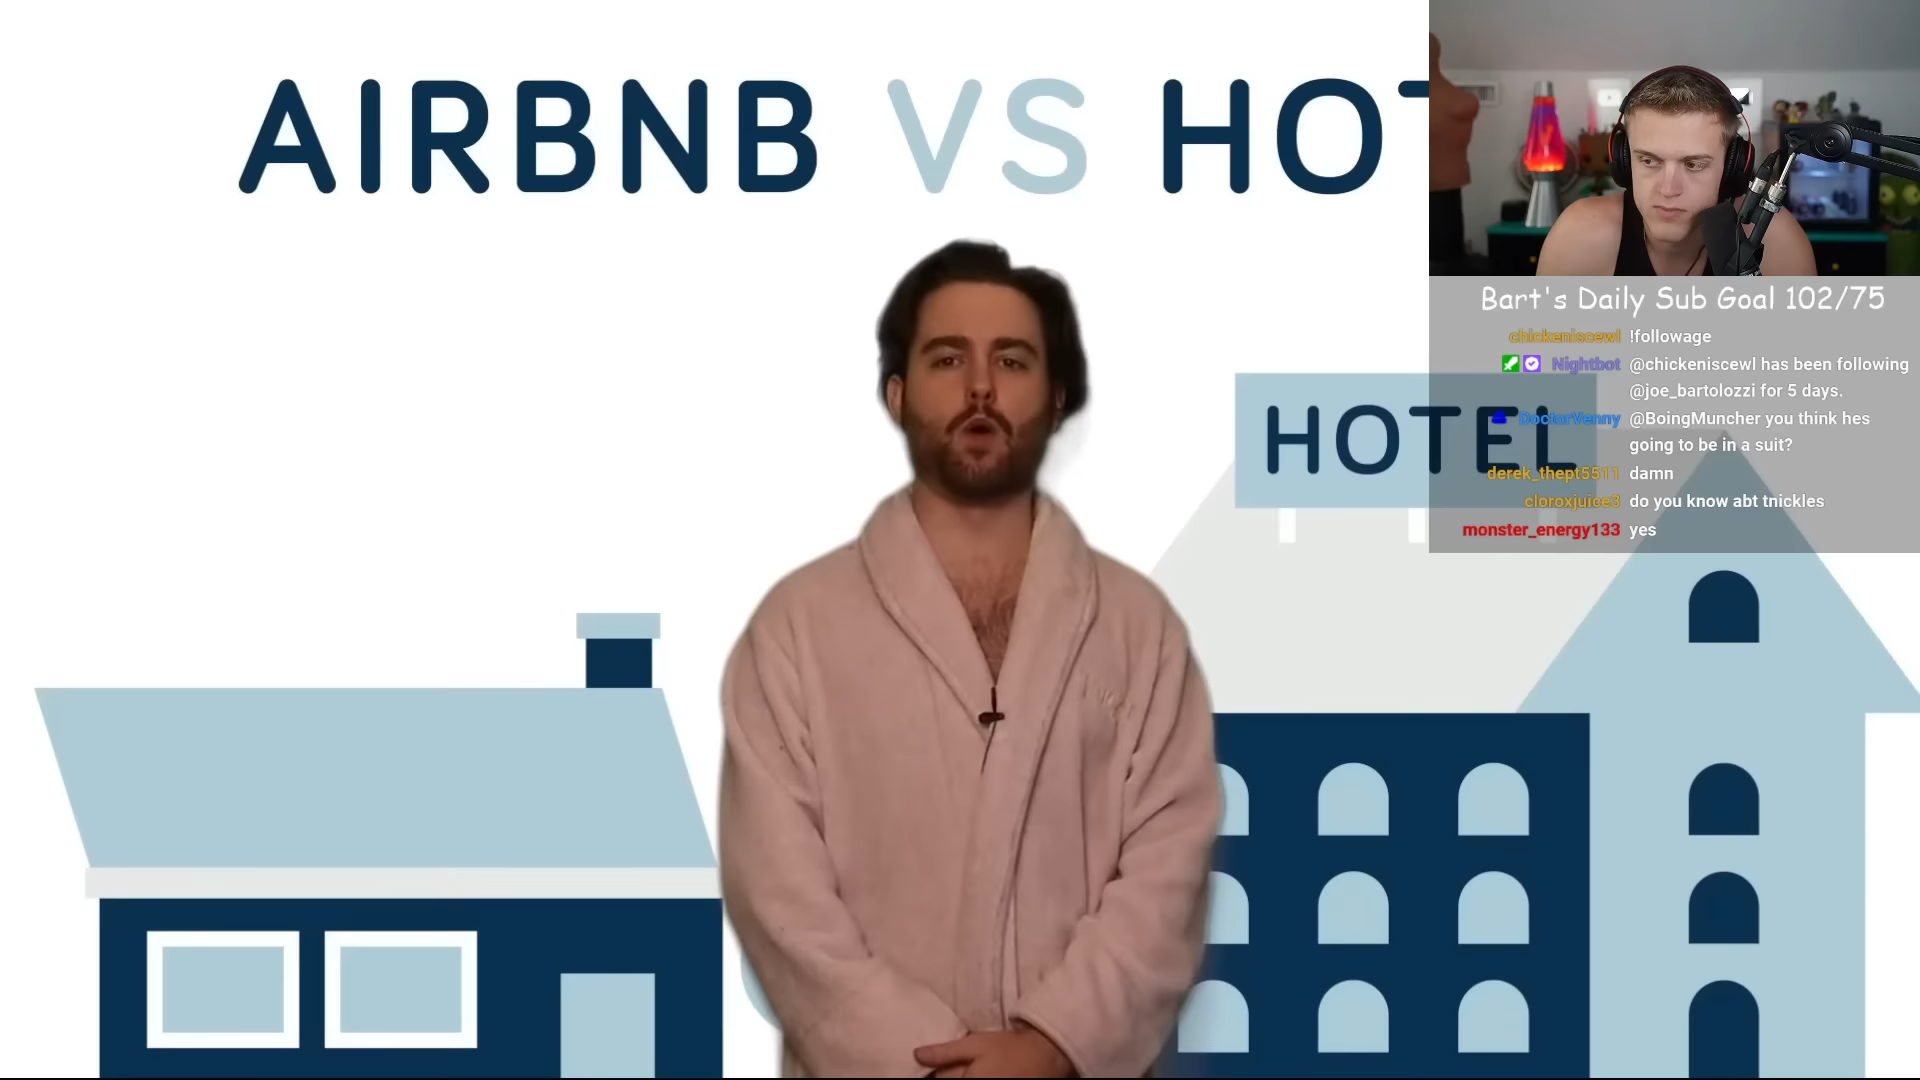 AIRBNB VS HOT
Bart's Daily Sub Goal 102/75
chickeniscewl !followage
Nightbot @chickeniscewl has been following
@joe_bartolozzi for 5 days.
DoctorVenny @BoingMuncher you think hes
going to be in a suit?
derek_thept5511 damn
cloroxjuice3 do you know abt tnickles
monster_energy133 yes
HOTEL